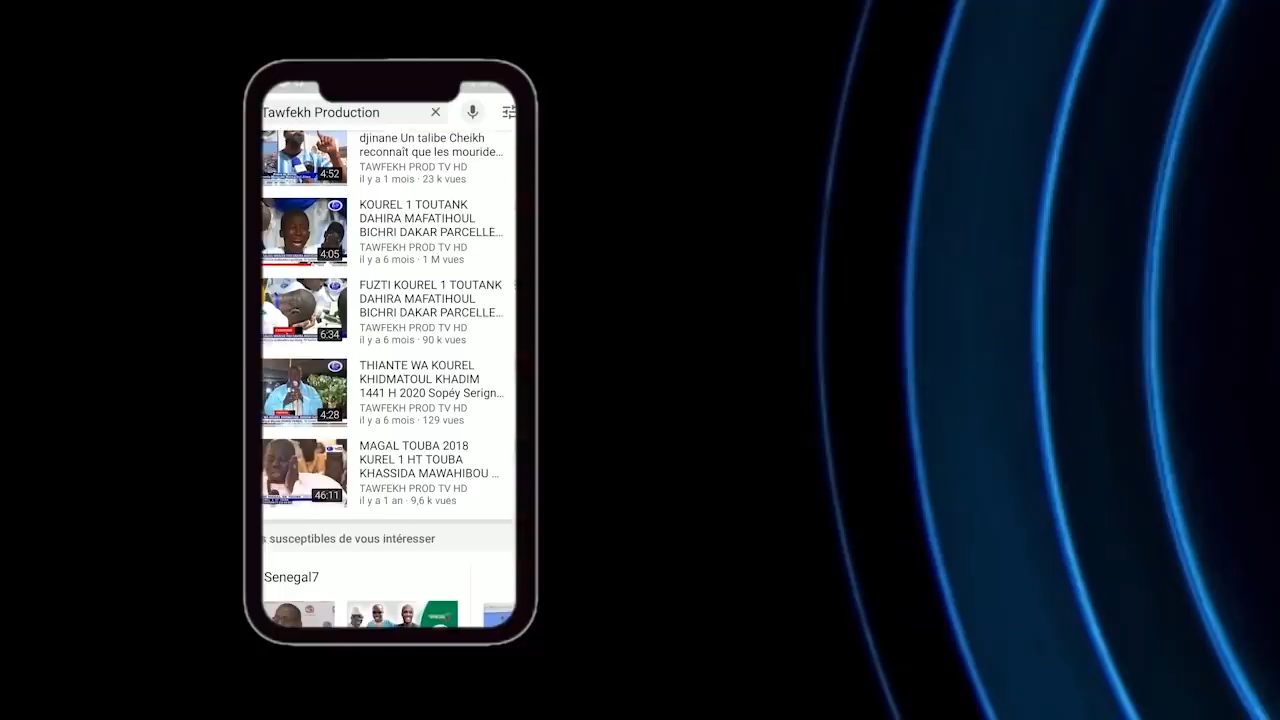 Tawfekh Production
djinane Un talibe Cheikh
reconnaît que les mouride...
TAWFEKH PROD TV HD
il y a 1 mois · 23 k vues
4:52
KOUREL 1 TOUTANK
DAHIRA MAFATIHOUL
BICHRI DAKAR PARCELLE...
TAWFEKH PROD TV HD
il y a 6 mois · 1 M vues
4:05
FUZTI KOUREL 1 TOUTANK
DAHIRA MAFATIHOUL
BICHRI DAKAR PARCELLE...
TAWFEKH PROD TV HD
il y a 6 mois · 90 k vues
6:34
THIANTE WA KOUREL
KHIDMATOUL KHADIM
1441 H 2020 Sopéy Serign...
TAWFEKH PROD TV HD
il y a 6 mois · 129 vues
4:28
MAGAL TOUBA 2018
KUREL 1 HT TOUBA
KHASSIDA MAWAHIBOU ...
TAWFEKH PROD TV HD
il y a 1 an · 9,6 k vues
46:11
s susceptibles de vous intéresser
Senegal7